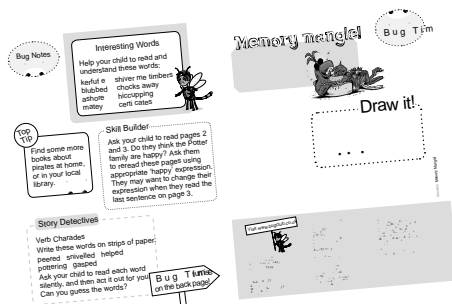 Bug Notes
Interesting Words
Help your child to read and
understand these words:
kerfuf e shiver me timbers
blubbed chocks away
ashore hiccupping
matey certi cates
Top
Tip
Find some more
books about
pirates at home,
or in your local
library.
Skill Builder
Ask your child to read pages 2
and 3. Do they think the Potter
family are happy? Ask them
to reread these pages using
appropriate 'happy' expression.
They may want to change their
expression when they read the
last sentence on page 3.
Story Detectives
Verb Charades
Write these words on strips of paper:
peered snivelled helped
pottering gasped
Ask your child to read each word
silently, and then act it out for you.
Can you guess the words?
Bug Time
on the back page!
Memory mangle!
Bug Tim
Draw it!